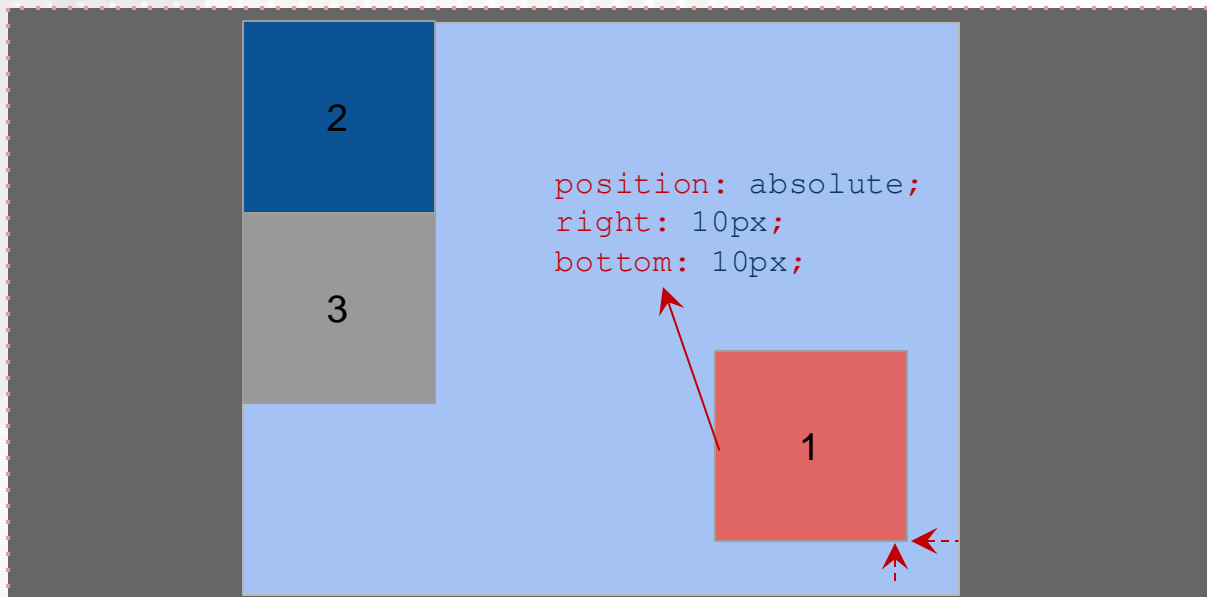 2
position: absolute;
right: 10px;
bottom: 10px;
3
1